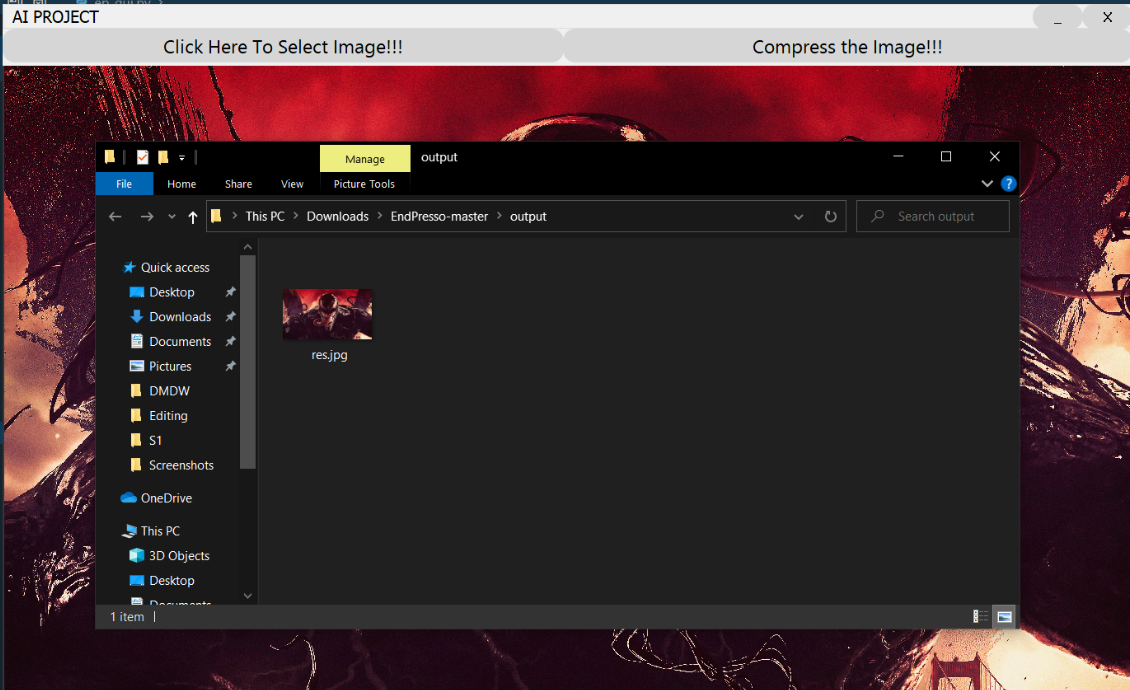 AI PROJECT
_ X
Click Here To Select Image!!! Compress the Image!!!
Manage output
File Home Share View Picture Tools
This PC > Downloads > EndPresso-master > output
Search output
Quick access
Desktop
Downloads
Documents
Pictures
DMDW
Editing
S1
Screenshots
OneDrive
This PC
3D Objects
Desktop
Documents
res.jpg
1 item